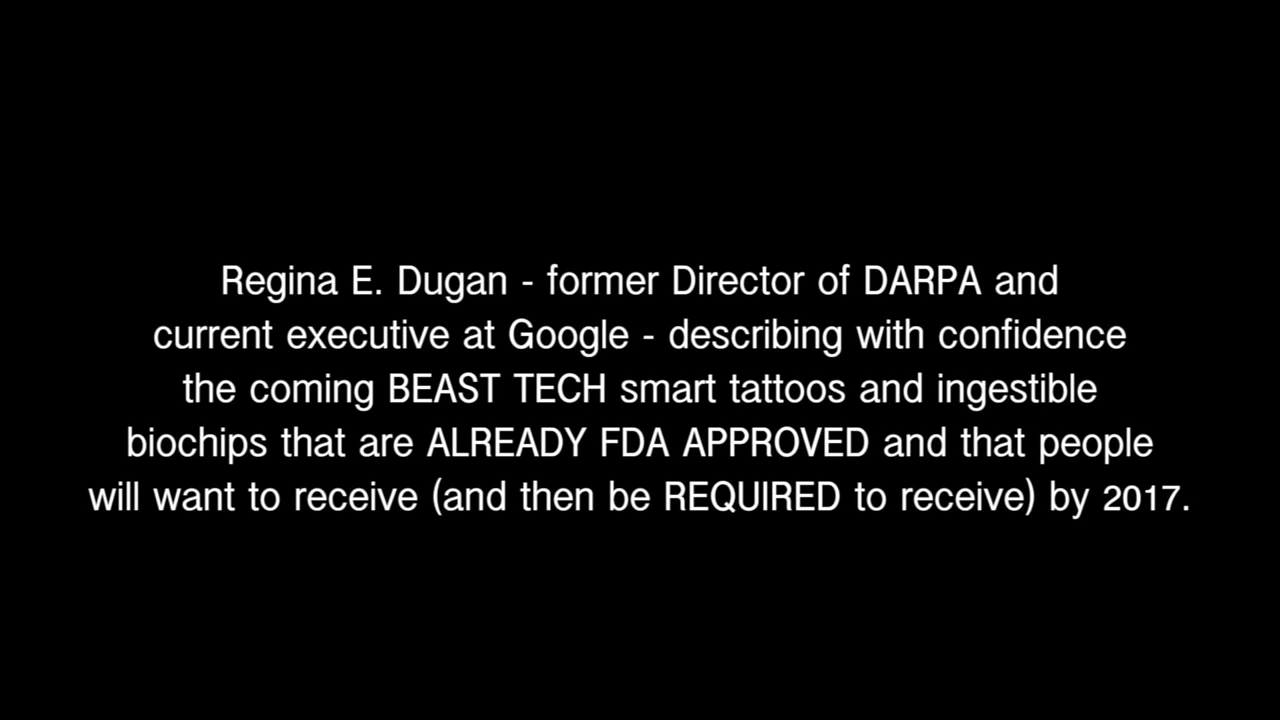 Regina E. Dugan - former Director of DARPA and
current executive at Google - describing with confidence
the coming BEAST TECH smart tattoos and ingestible
biochips that are ALREADY FDA APPROVED and that people
will want to receive (and then be REQUIRED to receive) by 2017.